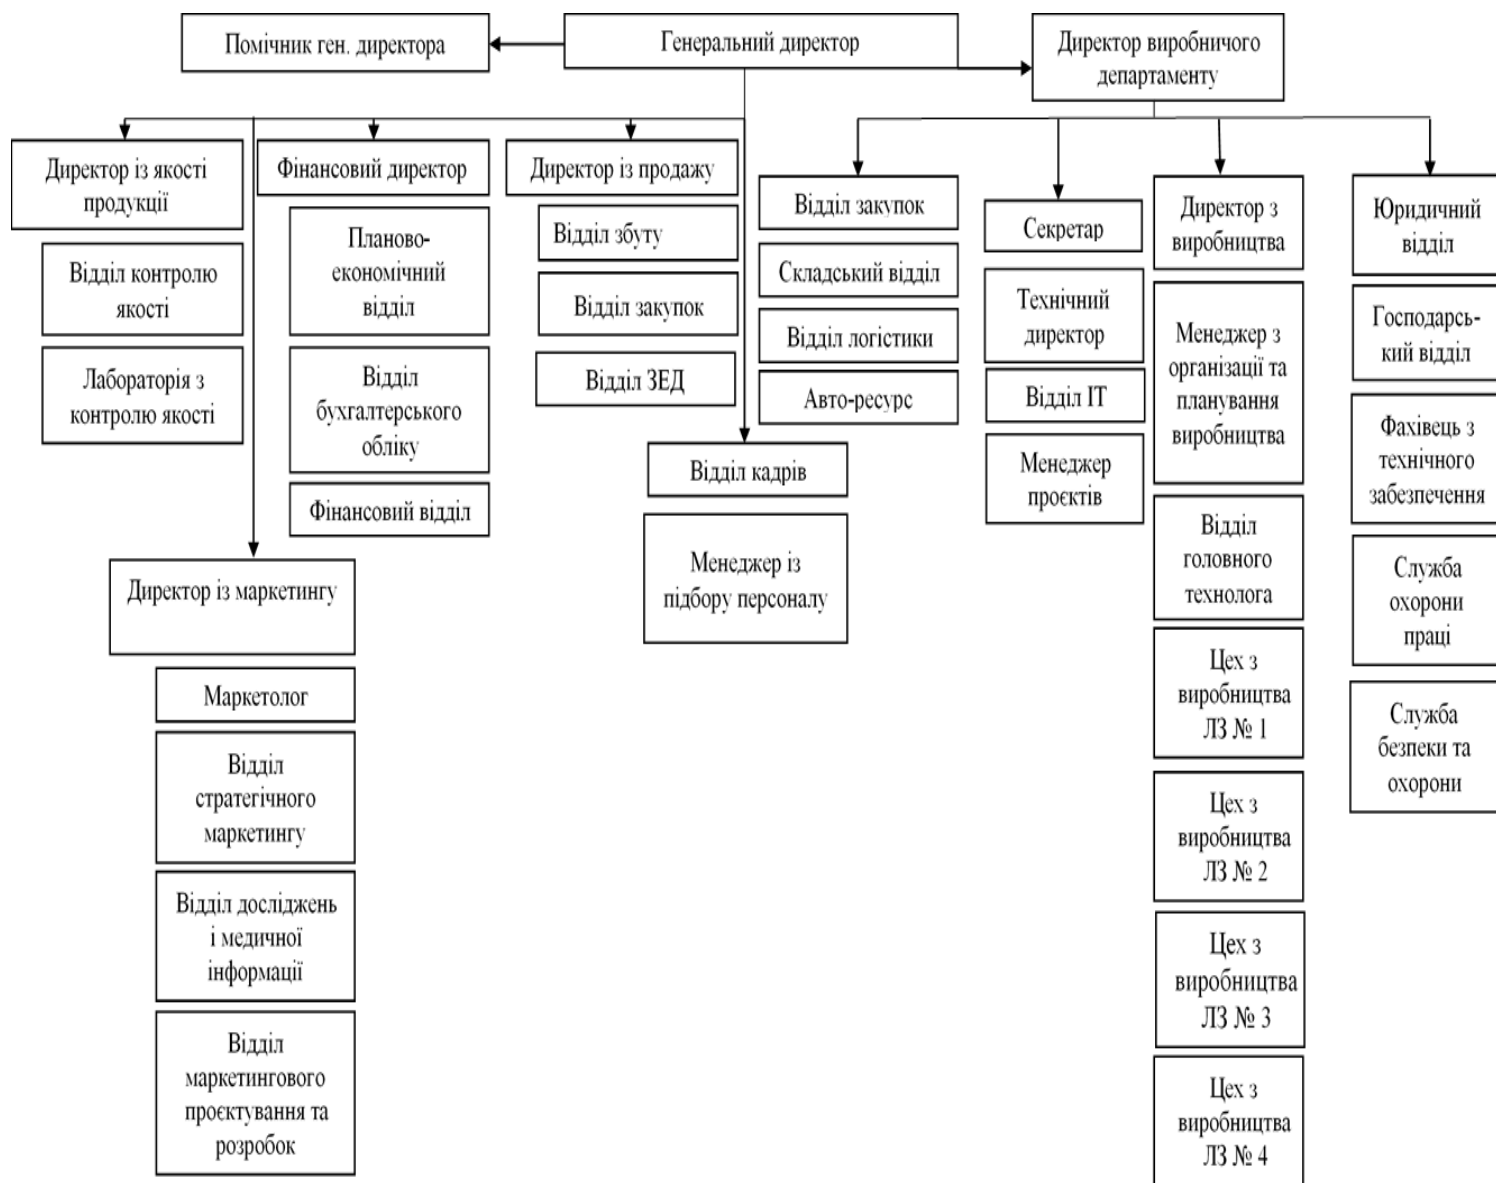 Помічник ген. директора
Генеральний директор
Директор виробничого
департаменту
Директор із якості
продукції
Відділ контролю
якості
Лабораторія з
контролю якості
Фінансовий директор
Планово-
економічний
відділ
Відділ
бухгалтерського
обліку
Фінансовий відділ
Директор із продажу
Відділ збуту
Відділ закупок
Відділ ЗЕД
Відділ кадрів
Менеджер із
підбору персоналу
Директор із маркетингу
Маркетолог
Відділ
стратегічного
маркетингу
Відділ досліджень
і медичної
інформації
Відділ
маркетингового
проєктування та
розробок
Відділ закупок
Складський відділ
Відділ логістики
Авто-ресурс
Секретар
Технічний
директор
Відділ ІТ
Менеджер
проєктів
Директор з
виробництва
Менеджер з
організації та
планування
виробництва
Відділ
головного
технолога
Цех з
виробництва
ЛЗ № 1
Цех з
виробництва
ЛЗ № 2
Цех з
виробництва
ЛЗ № 3
Цех з
виробництва
ЛЗ № 4
Юридичний
відділ
Господарсь-
кий відділ
Фахівець з
технічного
забезпечення
Служба
охорони
праці
Служба
безпеки та
охорони